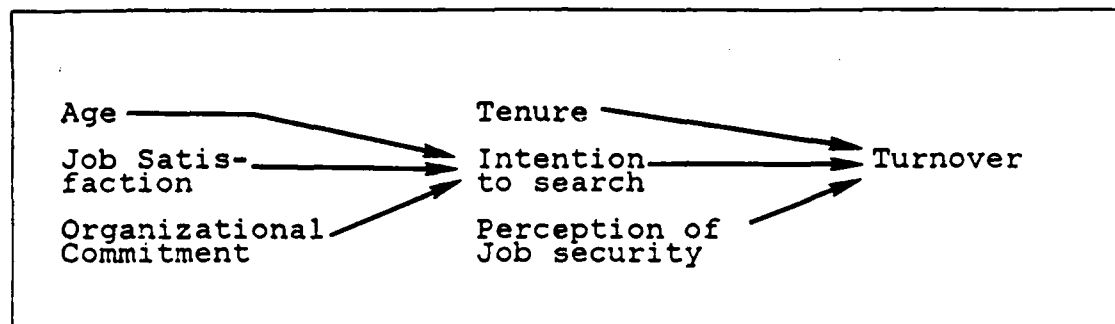 Age
Job Satis-
faction
Organizational
Commitment
Tenure
Intention
to search
Perception of
Job security
Turnover